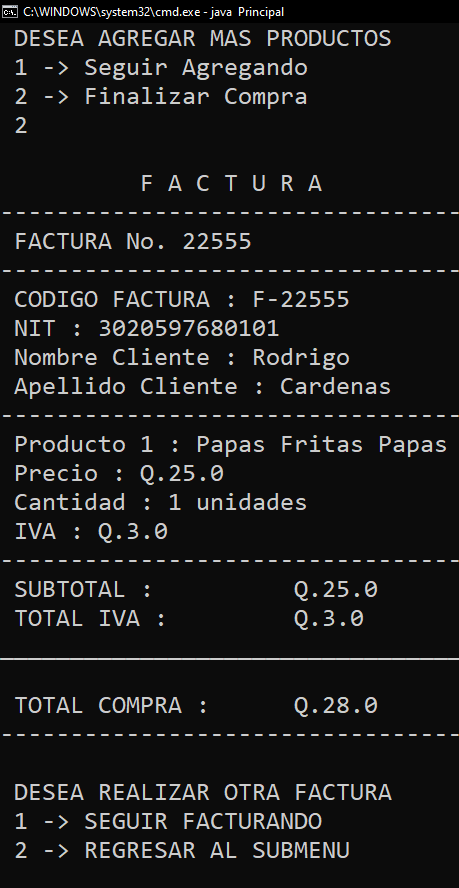 C:\WINDOWS\system32\cmd.exe - java  Principal
DESEA AGREGAR MAS PRODUCTOS
1 -> Seguir Agregando
2 -> Finalizar Compra
2
F A C T U R A
---------------------------------
FACTURA No. 22555
---------------------------------
CODIGO FACTURA : F-22555
NIT : 3020597680101
Nombre Cliente : Rodrigo
Apellido Cliente : Cardenas
---------------------------------
Producto 1 : Papas Fritas Papas
Precio : Q.25.0
Cantidad : 1 unidades
IVA : Q.3.0
---------------------------------
SUBTOTAL :          Q.25.0
TOTAL IVA :         Q.3.0
_________________________________
TOTAL COMPRA :      Q.28.0
---------------------------------
DESEA REALIZAR OTRA FACTURA
1 -> SEGUIR FACTURANDO
2 -> REGRESAR AL SUBMENU